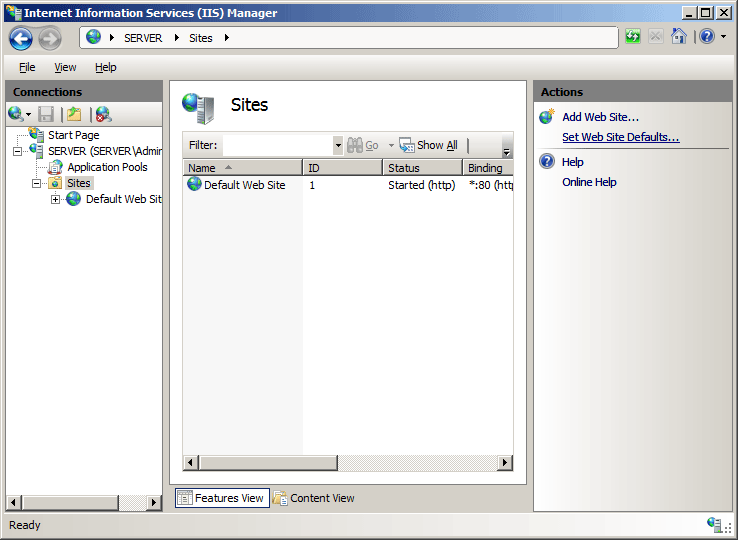 Internet Information Services (IIS) Manager
SERVER Sites
File View Help
Connections
Start Page
SERVER (SERVER\Admir
Application Pools
Sites
Default Web Sit
Sites
Filter: Go Show All
Name ID Status Binding
Default Web Site 1 Started (http) *:80 (http
Features View Content View
Actions
Add Web Site...
Set Web Site Defaults...
Help
Online Help
Ready